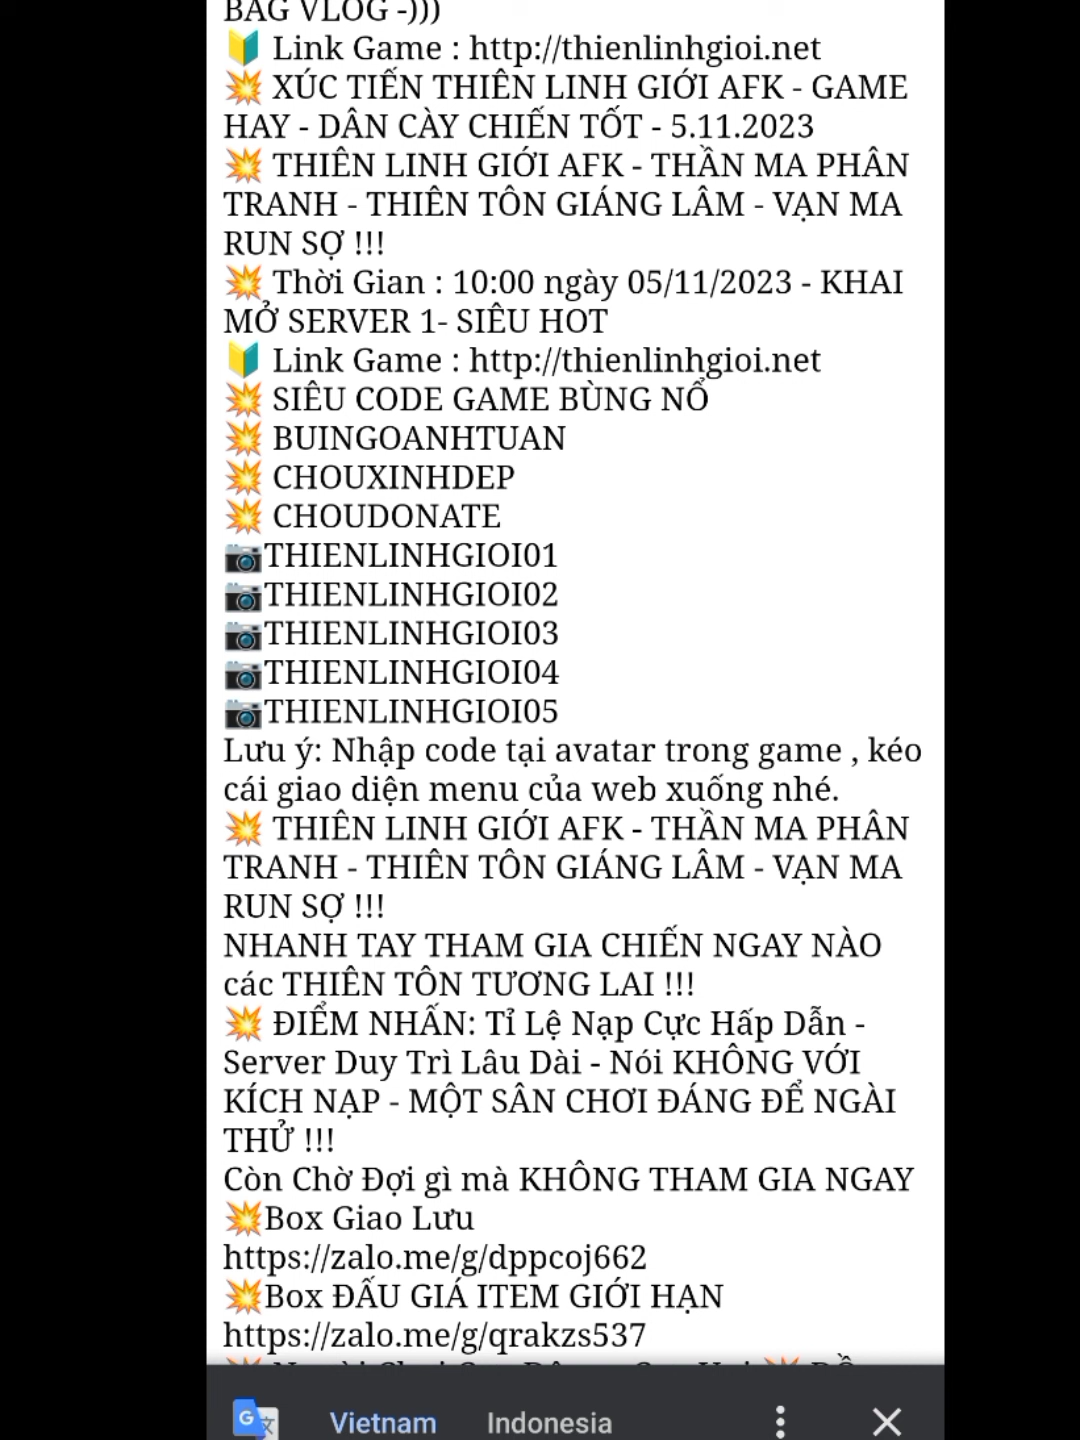 BAG VLOG -)))
🔰 Link Game : http://thienlinhgioi.net
💥 XÚC TIẾN THIÊN LINH GIỚI AFK - GAME
HAY - DÂN CÀY CHIẾN TỐT - 5.11.2023
💥 THIÊN LINH GIỚI AFK - THẦN MA PHÂN
TRANH - THIÊN TÔN GIÁNG LÂM - VẠN MA
RUN SỢ !!!
💥 Thời Gian : 10:00 ngày 05/11/2023 - KHAI
MỞ SERVER 1- SIÊU HOT
🔰 Link Game : http://thienlinhgioi.net
💥 SIÊU CODE GAME BÙNG NỔ
💥 BUINGOANHTUAN
💥 CHOUXINHDEP
💥 CHOUDONATE
📷THIENLINHGIOI01
📷THIENLINHGIOI02
📷THIENLINHGIOI03
📷THIENLINHGIOI04
📷THIENLINHGIOI05
Lưu ý: Nhập code tại avatar trong game , kéo
cái giao diện menu của web xuống nhé.
💥 THIÊN LINH GIỚI AFK - THẦN MA PHÂN
TRANH - THIÊN TÔN GIÁNG LÂM - VẠN MA
RUN SỢ !!!
NHANH TAY THAM GIA CHIẾN NGAY NÀO
các THIÊN TÔN TƯƠNG LAI !!!
💥 ĐIỂM NHẤN: Tỉ Lệ Nạp Cực Hấp Dẫn -
Server Duy Trì Lâu Dài - Nói KHÔNG VỚI
KÍCH NẠP - MỘT SÂN CHƠI ĐÁNG ĐỂ NGÀI
THỬ !!!
Còn Chờ Đợi gì mà KHÔNG THAM GIA NGAY
💥Box Giao Lưu
https://zalo.me/g/dppcoj662
💥Box ĐẤU GIÁ ITEM GIỚI HẠN
https://zalo.me/g/qrakzs537
Vietnam Indonesia